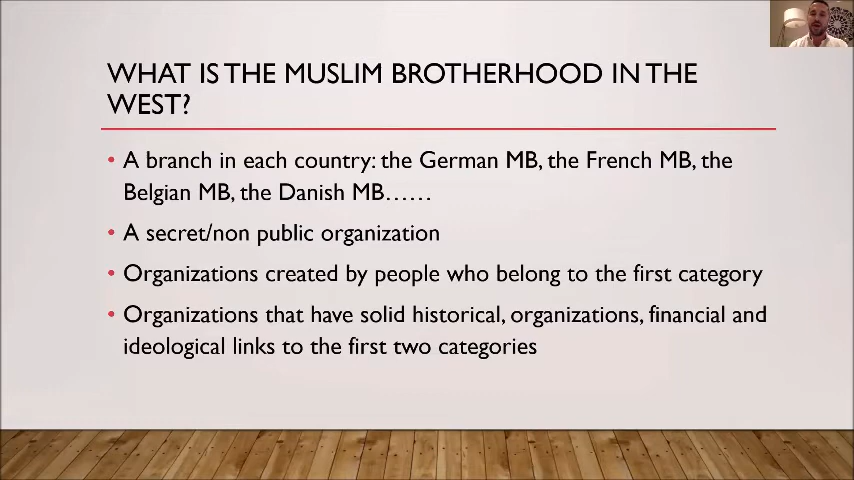 WHAT IS THE MUSLIM BROTHERHOOD IN THE
WEST?
• A branch in each country: the German MB, the French MB, the
Belgian MB, the Danish MB……
• A secret/non public organization
• Organizations created by people who belong to the first category
• Organizations that have solid historical, organizations, financial and
ideological links to the first two categories